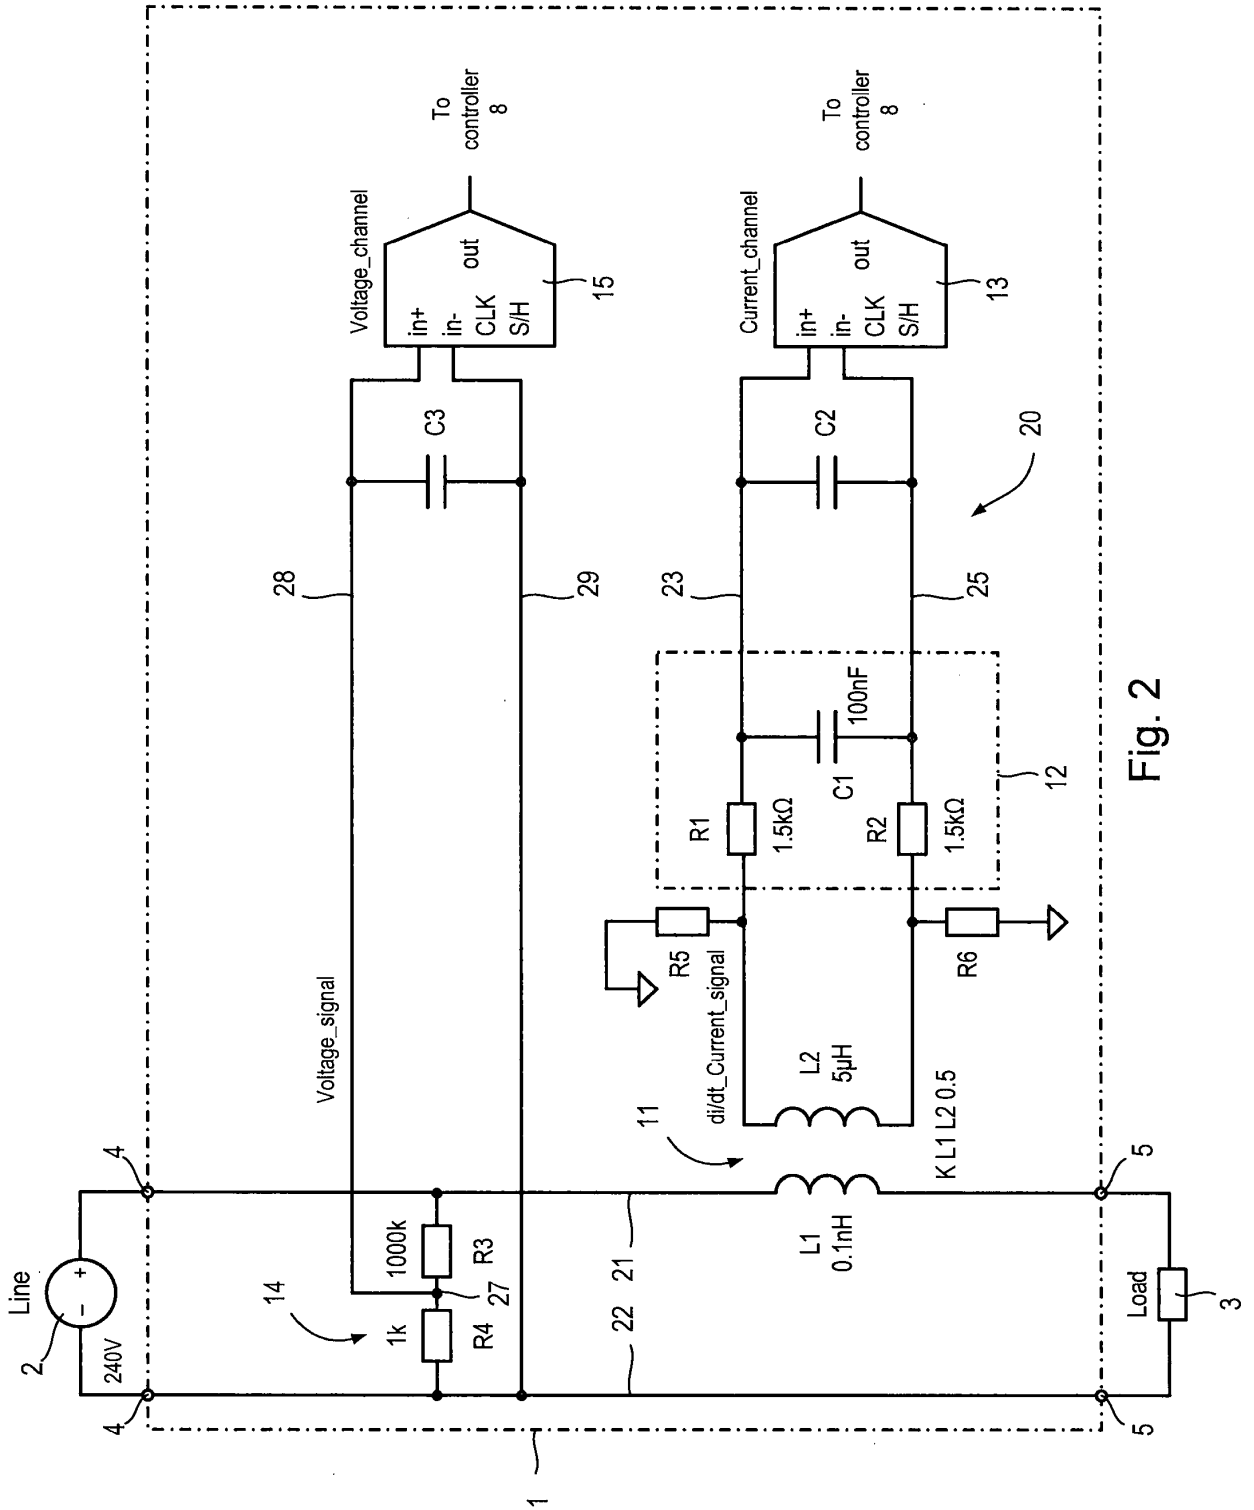 Line
2
240V
4
4
1
14
1k
R4
27
1000k
R3
Voltage_signal
28
29
C3
Voltage_channel
in+
in-
CLK
S/H
out
15
To
controller
8
22
21
11
L1
0.1nH
K L1 L2 0.5
L2
5µH
di/dt_Current_signal
R5
R6
R1
1.5kΩ
R2
1.5kΩ
C1
100nF
12
23
25
C2
20
Current_channel
in+
in-
CLK
S/H
out
13
To
controller
8
5
5
Load
3
Fig. 2